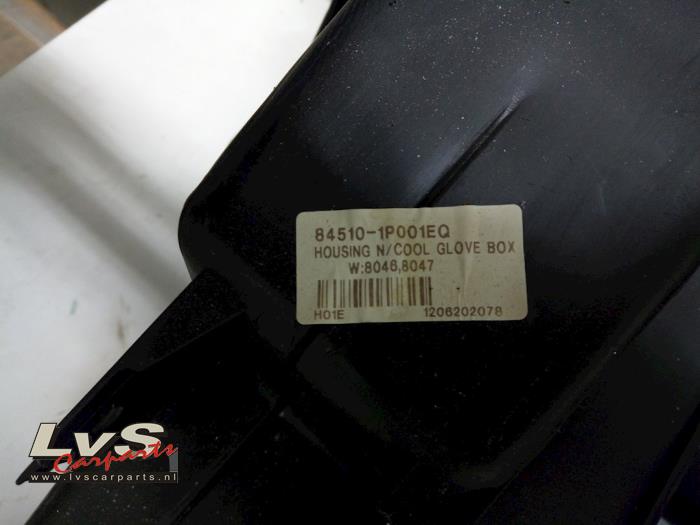 84510-1P001EQ
HOUSING N/COOL GLOVE BOX
W:8046,8047
H01E 1206202078
LvS
Carparts
www.lvscarparts.nl